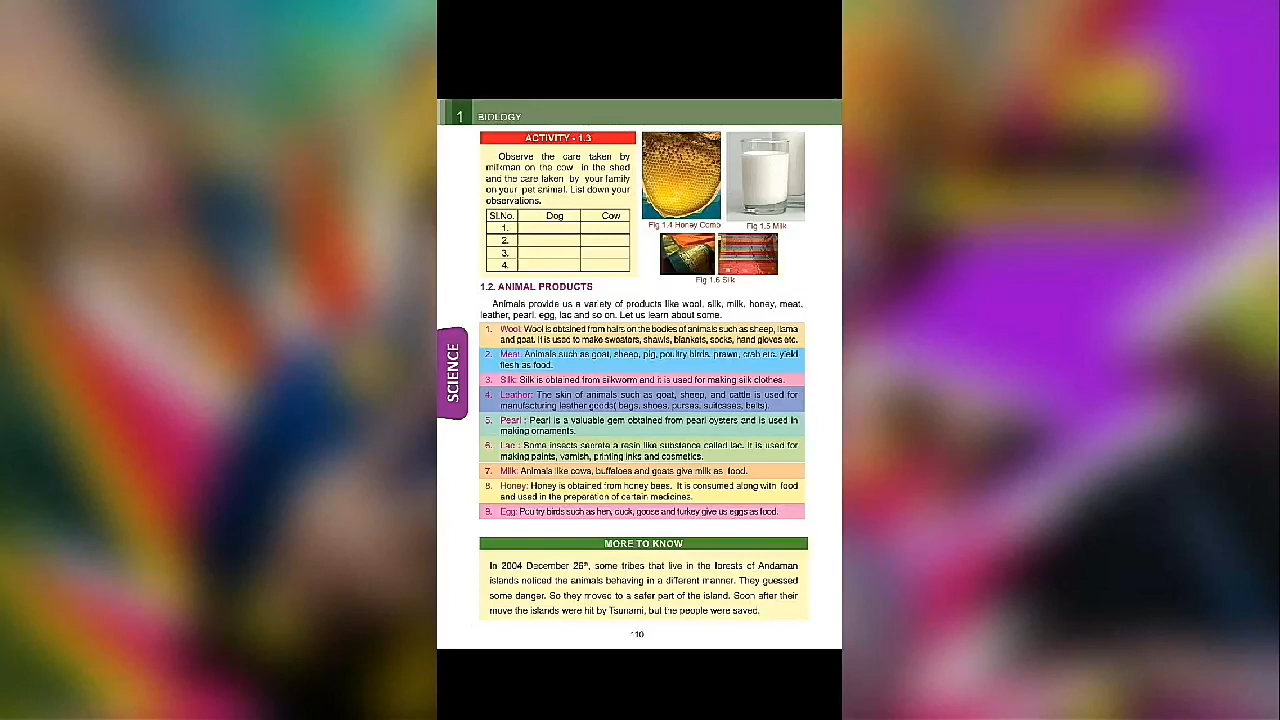 1 BIOLOGY
ACTIVITY - 1.3
Observe the care taken by
milkman on the cow in the shed
and the care taken by your family
on your pet animal. List down your
observations.
Sl.No. Dog Cow
1.
2.
3.
4.
Fig 1.4 Honey Comb
Fig 1.5 Milk
Fig 1.6 Silk
1.2. ANIMAL PRODUCTS
Animals provide us a variety of products like wool, silk, milk, honey, meat,
leather, pearl, egg, lac and so on. Let us learn about some.
1. Wool: Wool is obtained from hairs on the bodies of animals such as sheep, llama
and goat. It is used to make sweaters, shawls, blankets, socks, hand gloves etc.
2. Meat: Animals such as goat, sheep, pig, poultry birds, prawn, crab etc. yield
flesh as food.
3. Silk: Silk is obtained from silkworm and it is used for making silk clothes.
4. Leather: The skin of animals such as goat, sheep, and cattle is used for
manufacturing leather goods( bags, shoes, purses, suitcases, belts).
5. Pearl : Pearl is a valuable gem obtained from pearl oysters and is used in
making ornaments.
6. Lac : Some insects secrete a resin like substance called lac. It is used for
making paints, varnish, printing inks and cosmetics.
7. Milk: Animals like cows, buffaloes and goats give milk as food.
8. Honey: Honey is obtained from honey bees. It is consumed along with food
and used in the preparation of certain medicines.
9. Egg: Poultry birds such as hen, duck, goose and turkey give us eggs as food.
SCIENCE
MORE TO KNOW
In 2004 December 26th, some tribes that live in the forests of Andaman
islands noticed the animals behaving in a different manner. They guessed
some danger. So they moved to a safer part of the island. Soon after their
move the islands were hit by Tsunami, but the people were saved.
110